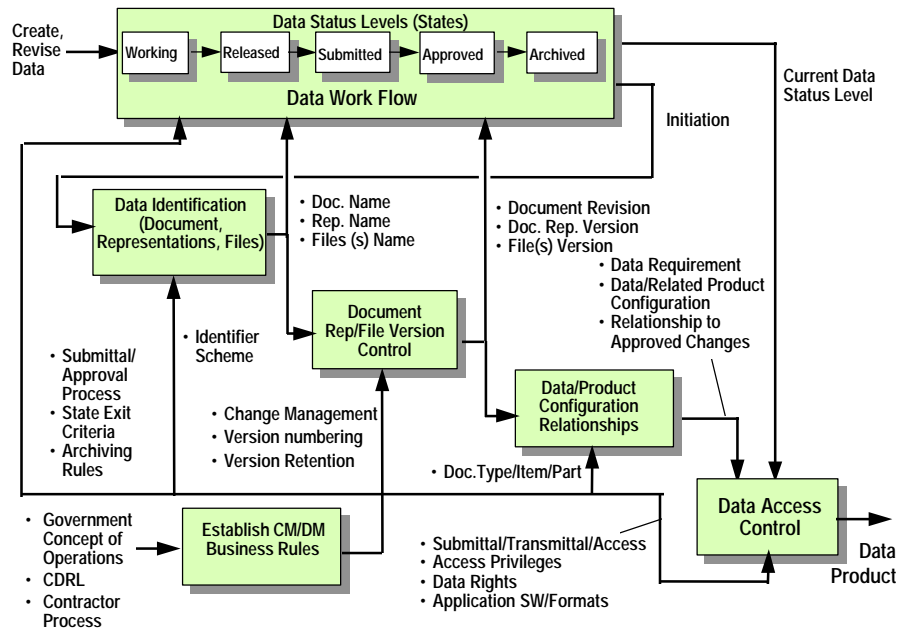 Data Status Levels (States)
Create,
Revise
Data
Working
Released
Submitted
Approved
Archived
Data Work Flow
Current Data
Status Level
Initiation
Data Identification
(Document,
Representations, Files)
• Doc. Name
• Rep. Name
• Files (s) Name
• Document Revision
• Doc. Rep. Version
• File(s) Version
• Data Requirement
• Data/Related Product
Configuration
• Relationship to
Approved Changes
Document
Rep/File Version
Control
• Identifier
Scheme
• Submittal/
Approval
Process
• State Exit
Criteria
• Archiving
Rules
• Change Management
• Version numbering
• Version Retention
Data/Product
Configuration
Relationships
• Doc.Type/Item/Part
Data Access
Control
• Government
Concept of
Operations
• CDRL
• Contractor
Process
Establish CM/DM
Business Rules
• Submittal/Transmittal/Access
• Access Privileges
• Data Rights
• Application SW/Formats
Data
Product